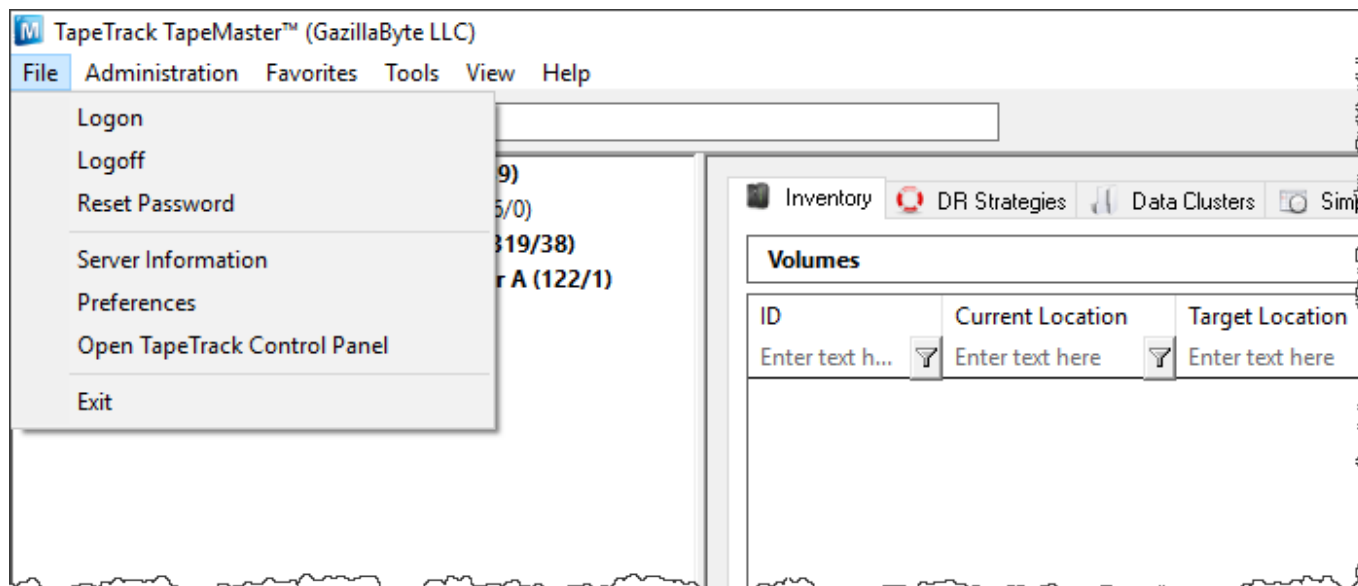 TapeTrack TapeMaster™ (GazillaByte LLC)
File Administration Favorites Tools View Help
Logon
Logoff
Reset Password
Server Information
Preferences
Open TapeTrack Control Panel
Exit
9)
/0)
319/38)
r A (122/1)
Inventory DR Strategies Data Clusters
Volumes
ID Current Location Target Location
Enter text h... Enter text here Enter text here